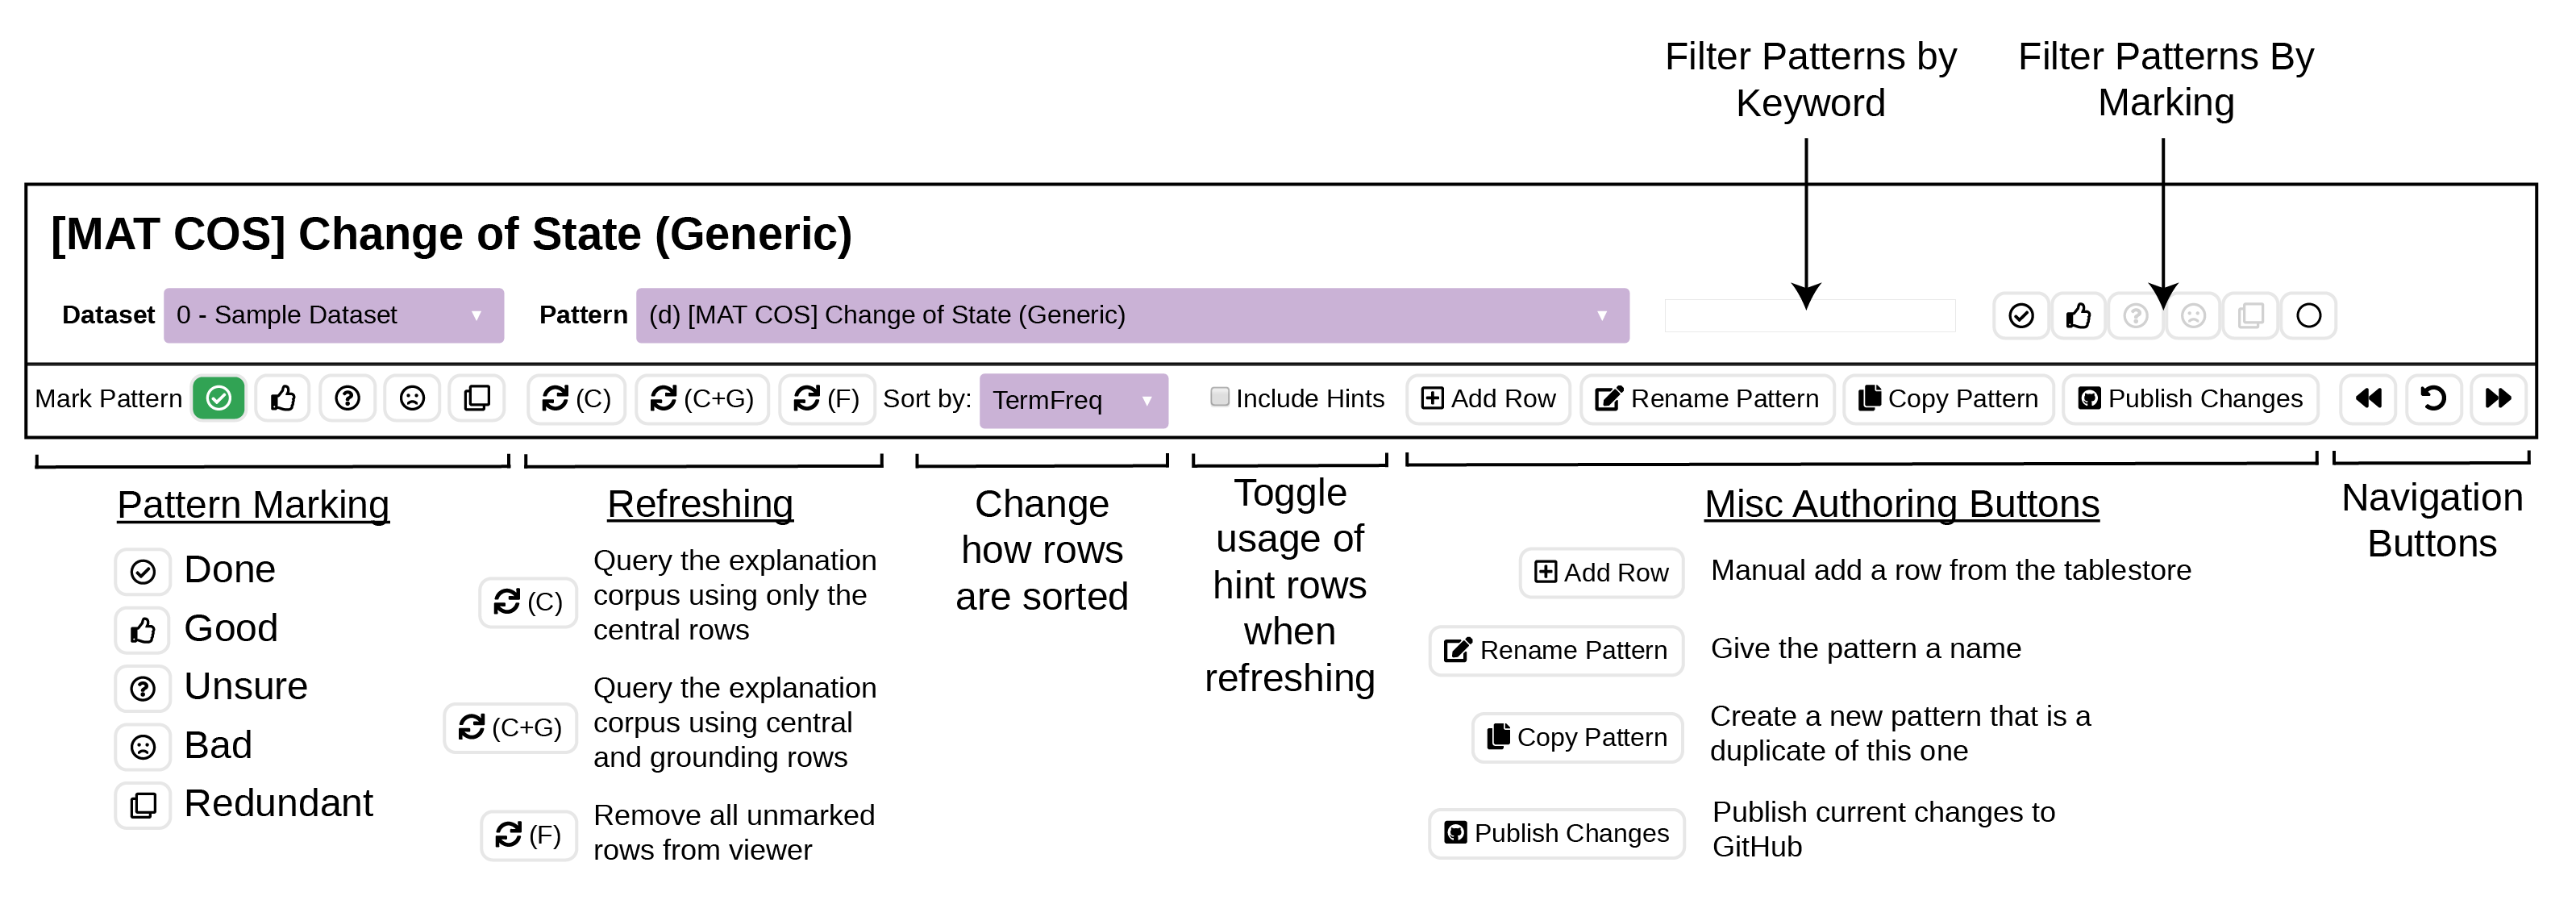 Filter Patterns by
Keyword
Filter Patterns By
Marking
[MAT COS] Change of State (Generic)
Dataset 0 - Sample Dataset Pattern (d) [MAT COS] Change of State (Generic)
Mark Pattern (C) (C+G) (F) Sort by: TermFreq Include Hints Add Row Rename Pattern Copy Pattern Publish Changes
Pattern Marking
Done
Good
Unsure
Bad
Redundant
Refreshing
(C) Query the explanation
corpus using only the
central rows
(C+G) Query the explanation
corpus using central
and grounding rows
(F) Remove all unmarked
rows from viewer
Change
how rows
are sorted
Toggle
usage of
hint rows
when
refreshing
Misc Authoring Buttons
Add Row Manual add a row from the tablestore
Rename Pattern Give the pattern a name
Copy Pattern Create a new pattern that is a
duplicate of this one
Publish Changes Publish current changes to
GitHub
Navigation
Buttons